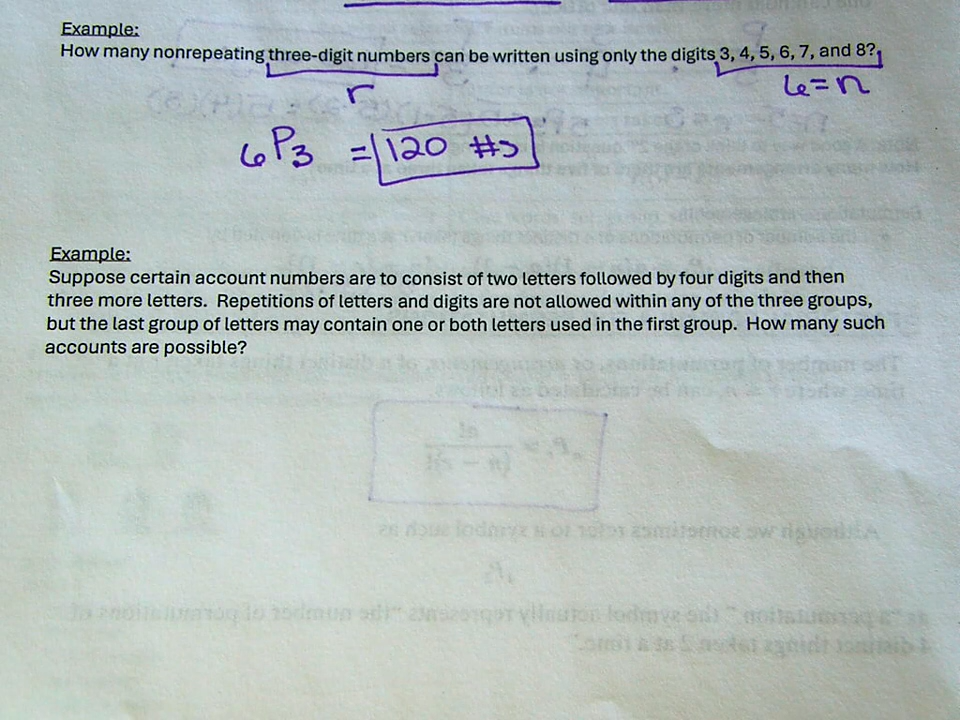 Example:
How many nonrepeating three-digit numbers can be written using only the digits 3, 4, 5, 6, 7, and 8?
r 6=n
6P3 = 120 #s
Example:
Suppose certain account numbers are to consist of two letters followed by four digits and then
three more letters. Repetitions of letters and digits are not allowed within any of the three groups,
but the last group of letters may contain one or both letters used in the first group. How many such
accounts are possible?